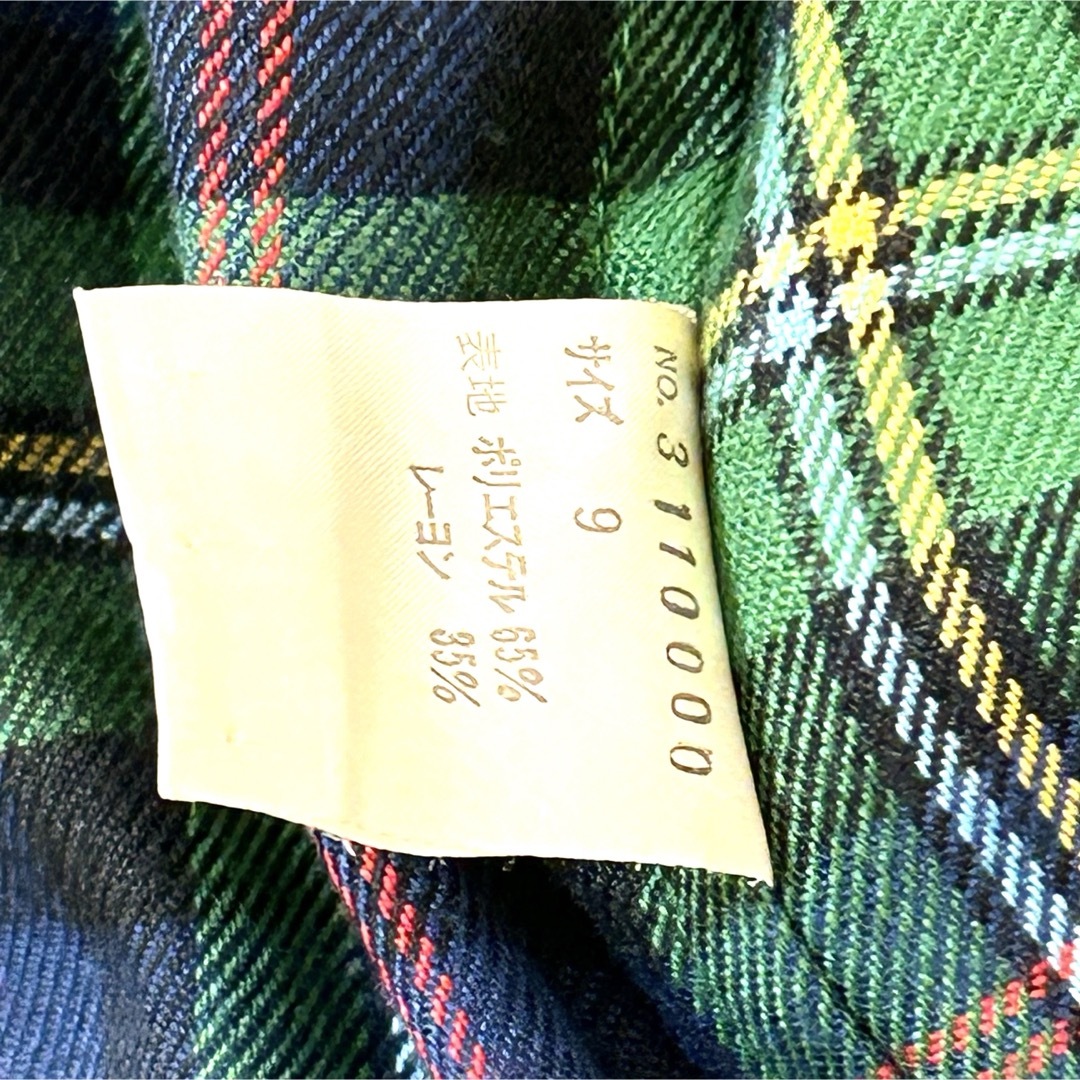 NO. 3110000
サイズ 9
表地 ポリエステル 65%
レーヨン 35%